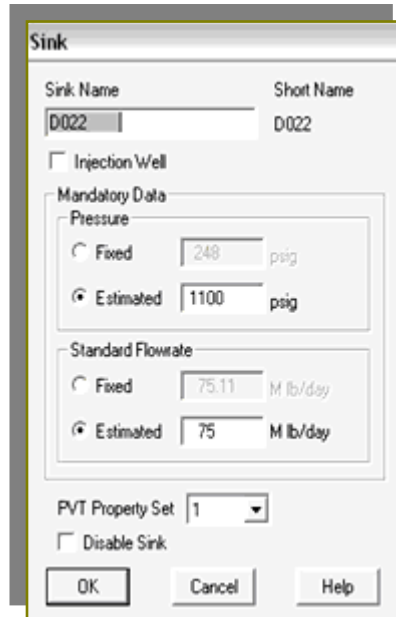 Sink
Sink Name Short Name
D022 D022
Injection Well
Mandatory Data
Pressure
Fixed 248 psig
Estimated 1100 psig
Standard Flowrate
Fixed 75.11 M lb/day
Estimated 75 M lb/day
PVT Property Set 1
Disable Sink
OK Cancel Help